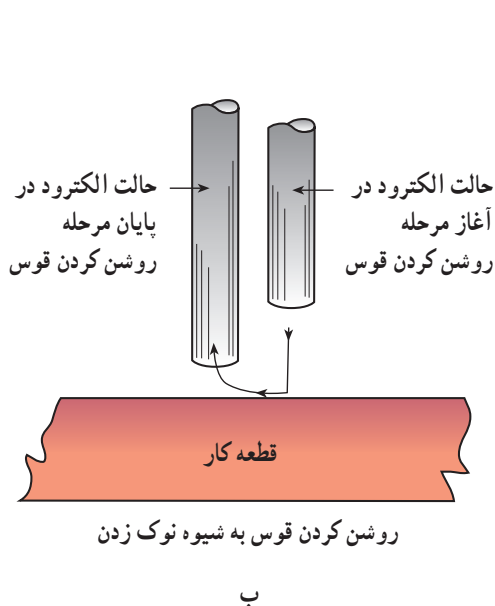 حالت الکترود در
آغاز مرحله
روشن کردن قوس
حالت الکترود در
پایان مرحله
روشن کردن قوس
قطعه کار
روشن کردن قوس به شیوه نوک زدن
ب